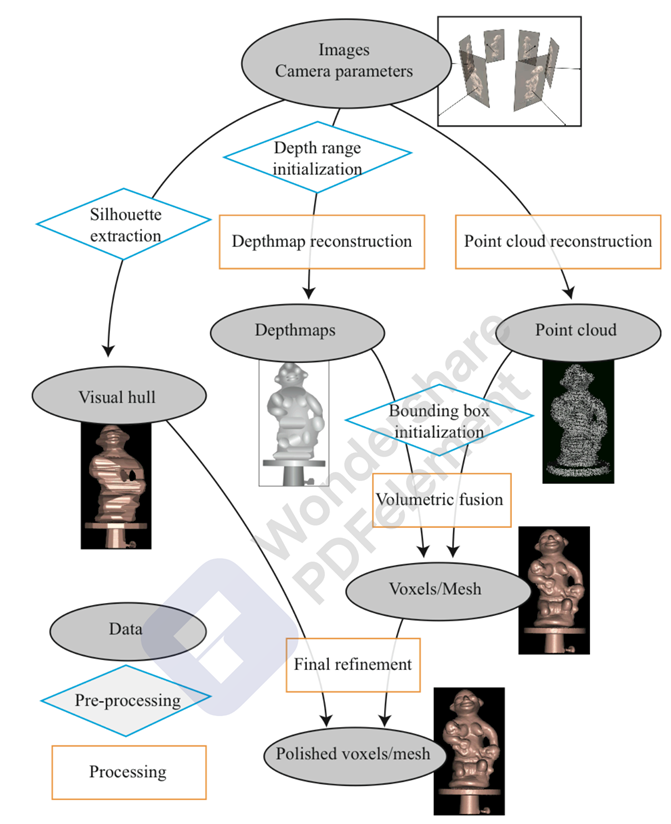 Images
Camera parameters
Depth range
initialization
Silhouette
extraction
Depthmap reconstruction
Point cloud reconstruction
Depthmaps
Point cloud
Visual hull
Bounding box
initialization
Volumetric fusion
Voxels/Mesh
Data
Final refinement
Pre-processing
Polished voxels/mesh
Processing
Wondershare
PDFelement